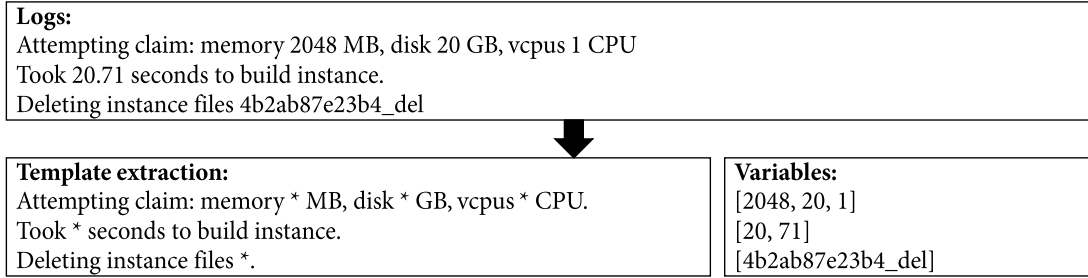 Logs:
Attempting claim: memory 2048 MB, disk 20 GB, vcpus 1 CPU
Took 20.71 seconds to build instance.
Deleting instance files 4b2ab87e23b4_del
Template extraction:
Attempting claim: memory * MB, disk * GB, vcpus * CPU.
Took * seconds to build instance.
Deleting instance files *.
Variables:
[2048, 20, 1]
[20, 71]
[4b2ab87e23b4_del]